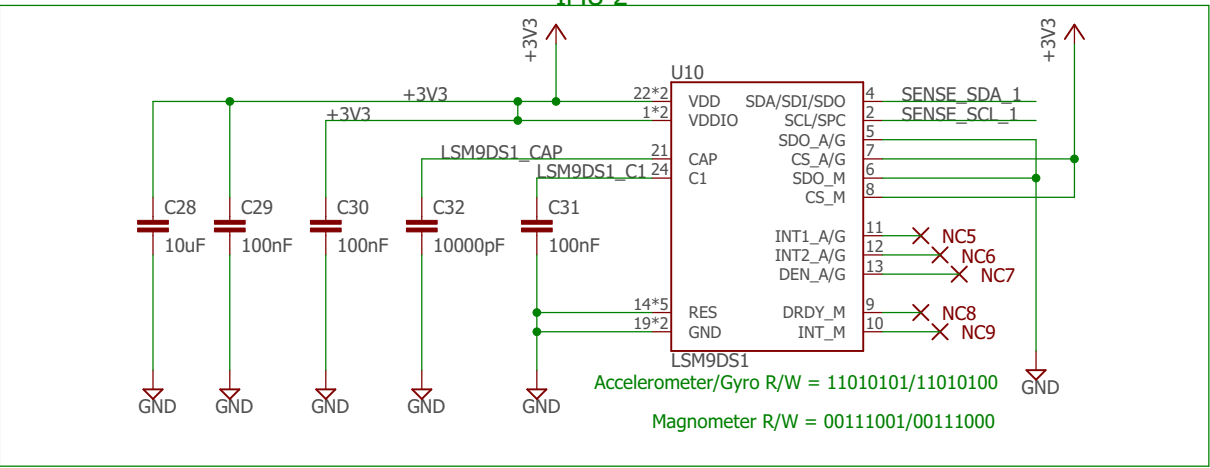 IMU 2
+3V3
+3V3
U10
+3V3
22*2
VDD
SDA/SDI/SDO
4
SENSE_SDA_1
+3V3
1*2
VDDIO
SCL/SPC
2
SENSE_SCL_1
SDO_A/G
5
LSM9DS1_CAP
21
CAP
CS_A/G
7
LSM9DS1_C1
24
C1
SDO_M
6
CS_M
8
C28
C29
C30
C32
C31
10uF
100nF
100nF
10000pF
100nF
INT1_A/G
11
NC5
INT2_A/G
12
NC6
DEN_A/G
13
NC7
14*5
RES
DRDY_M
9
NC8
19*2
GND
INT_M
10
NC9
LSM9DS1
Accelerometer/Gyro R/W = 11010101/11010100
GND
GND
GND
GND
GND
GND
Magnometer R/W = 00111001/00111000